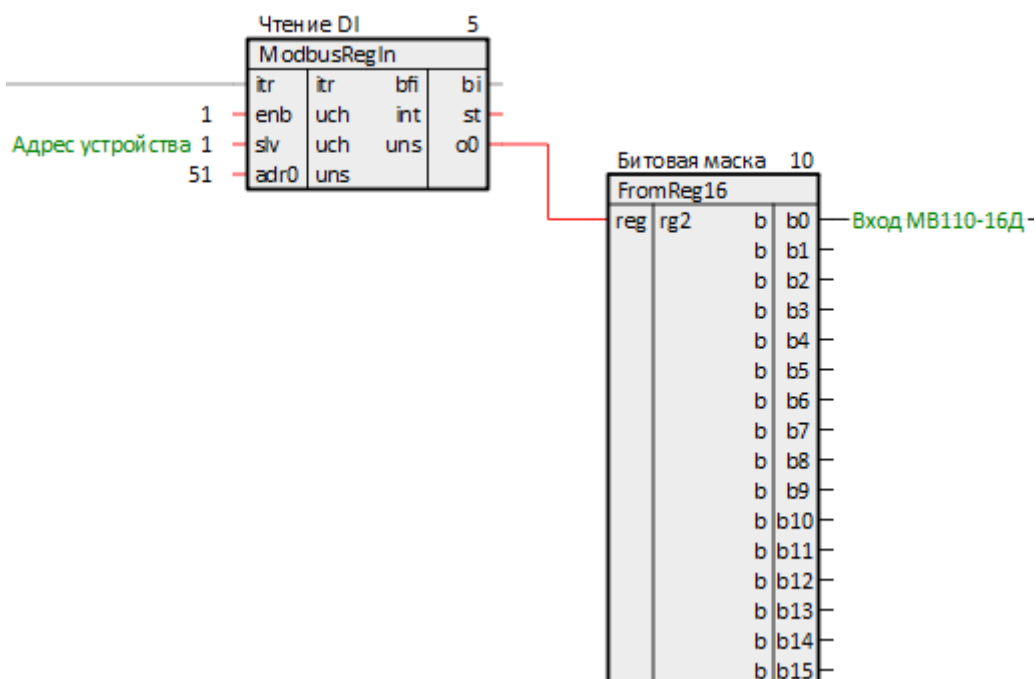 Чтение DI 5
ModbusRegIn
itr itr bfi bi
1 enb uch int st
Адрес устройства 1 slv uch uns o0
51 adr0 uns
Битовая маска 10
FromReg16
reg rg2 b b0 Вход МВ110-16Д
b b1
b b2
b b3
b b4
b b5
b b6
b b7
b b8
b b9
b b10
b b11
b b12
b b13
b b14
b b15